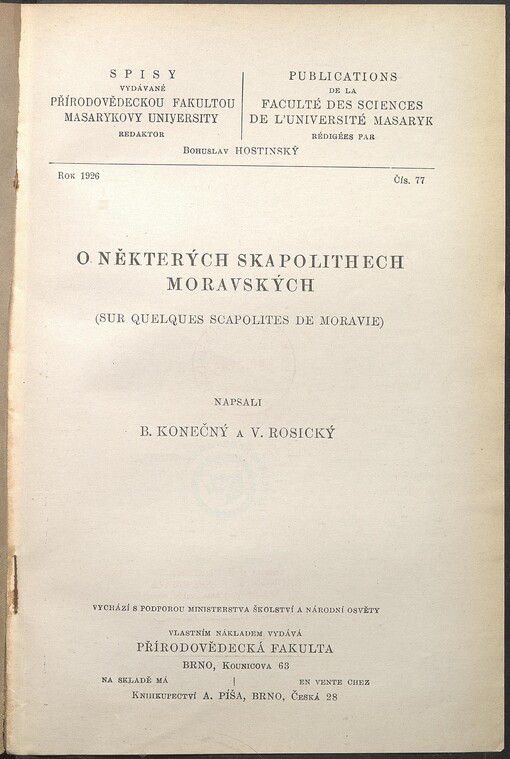 SPISY
VYDÁVANÉ
PŘÍRODOVĚDECKOU FAKULTOU
MASARYKOVY UNIVERSITY
REDAKTOR
PUBLICATIONS
DE LA
FACULTÉ DES SCIENCES
DE L'UNIVERSITÉ MASARYK
RÉDIGÉES PAR
BOHUSLAV HOSTINSKÝ
ROK 1926
ČÍS. 77
O NĚKTERÝCH SKAPOLITHECH
MORAVSKÝCH
(SUR QUELQUES SCAPOLITES DE MORAVIE)
NAPSALI
B. KONEČNÝ A V. ROSICKÝ
VYCHÁZÍ S PODPOROU MINISTERSTVA ŠKOLSTVÍ A NÁRODNÍ OSVĚTY
VLASTNÍM NÁKLADEM VYDÁVÁ
PŘÍRODOVĚDECKÁ FAKULTA
BRNO, KOUNICOVA 63
NA SKLADĚ MÁ
EN VENTE CHEZ
KNIHKUPECTVÍ A. PÍŠA, BRNO, ČESKÁ 28